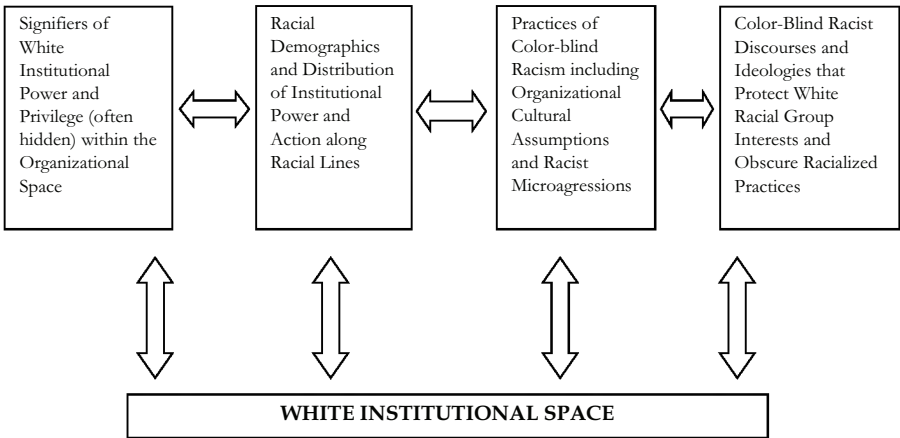 Signifiers of
White
Institutional
Power and
Privilege (often
hidden) within the
Organizational
Space
Racial
Demographics
and Distribution
of Institutional
Power and
Action along
Racial Lines
Practices of
Color-blind
Racism including
Organizational
Cultural
Assumptions
and Racist
Microagressions
Color-Blind Racist
Discourses and
Ideologies that
Protect White
Racial Group
Interests and
Obscure Racialized
Practices
WHITE INSTITUTIONAL SPACE